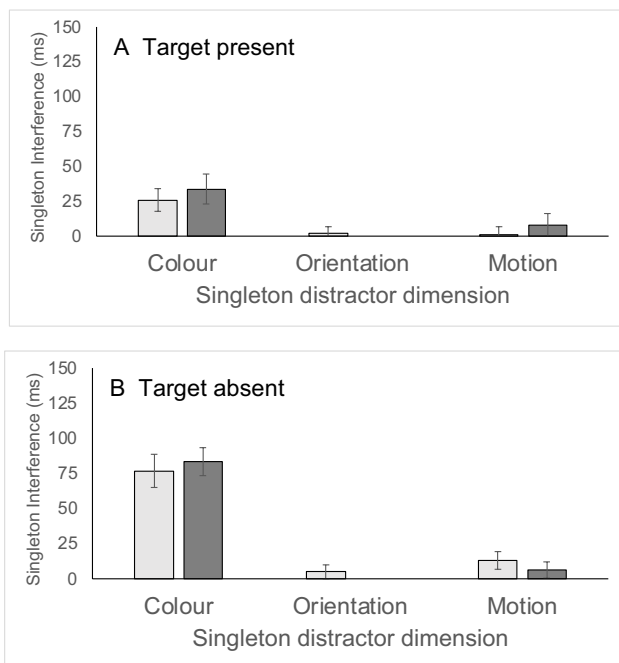 A Target present
Singleton Interference (ms)
150
125
100
75
50
25
0
Colour Orientation Motion
Singleton distractor dimension
B Target absent
Singleton Interference (ms)
150
125
100
75
50
25
0
Colour Orientation Motion
Singleton distractor dimension